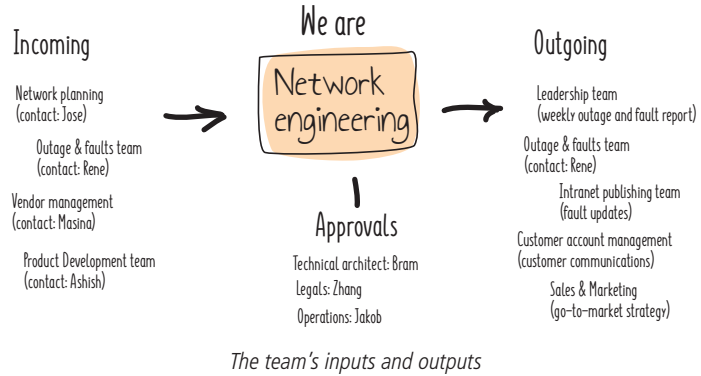 Incoming
Network planning
(contact: Jose)
Outage & faults team
(contact: Rene)
Vendor management
(contact: Masina)
Product Development team
(contact: Ashish)
We are
Network
engineering
Approvals
Technical architect: Bram
Legals: Zhang
Operations: Jakob
Outgoing
Leadership team
(weekly outage and fault report)
Outage & faults team
(contact: Rene)
Intranet publishing team
(fault updates)
Customer account management
(customer communications)
Sales & Marketing
(go-to-market strategy)
The team's inputs and outputs